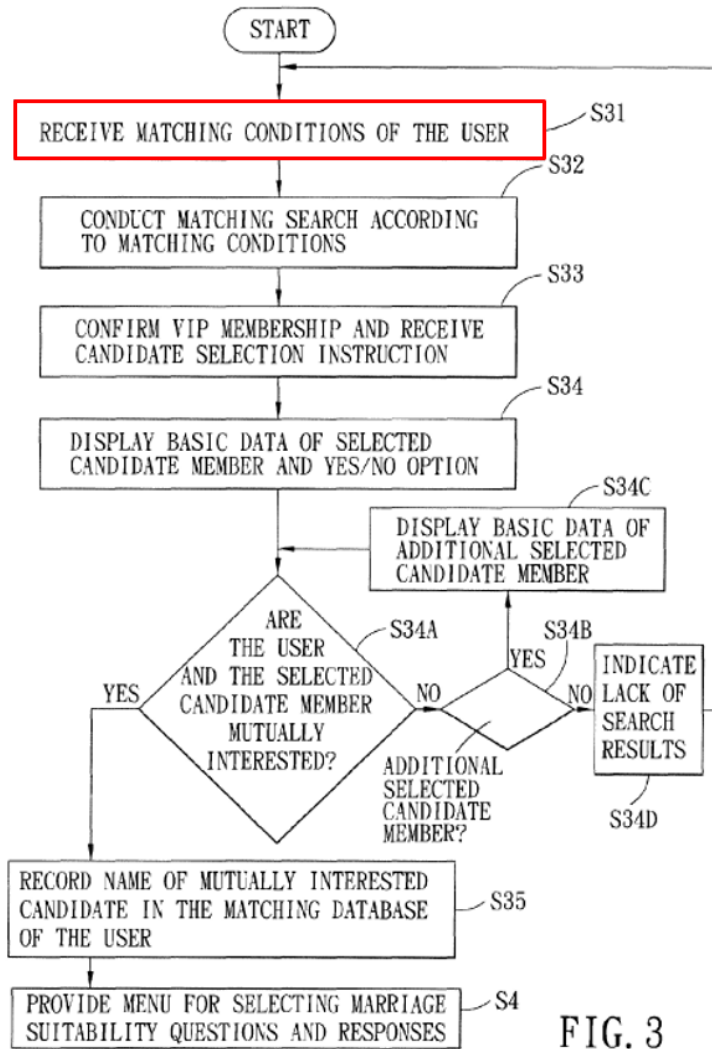 START
RECEIVE MATCHING CONDITIONS OF THE USER
S31
S32
CONDUCT MATCHING SEARCH ACCORDING
TO MATCHING CONDITIONS
S33
CONFIRM VIP MEMBERSHIP AND RECEIVE
CANDIDATE SELECTION INSTRUCTION
S34
DISPLAY BASIC DATA OF SELECTED
CANDIDATE MEMBER AND YES/NO OPTION
S34C
DISPLAY BASIC DATA OF
ADDITIONAL SELECTED
CANDIDATE MEMBER
ARE
THE USER
AND THE SELECTED
CANDIDATE MEMBER
MUTUALLY
INTERESTED?
S34A
YES
NO
S34B
YES
NO
ADDITIONAL
SELECTED
CANDIDATE
MEMBER?
INDICATE
LACK OF
SEARCH
RESULTS
S34D
RECORD NAME OF MUTUALLY INTERESTED
CANDIDATE IN THE MATCHING DATABASE
OF THE USER
S35
PROVIDE MENU FOR SELECTING MARRIAGE
SUITABILITY QUESTIONS AND RESPONSES
S4
FIG. 3